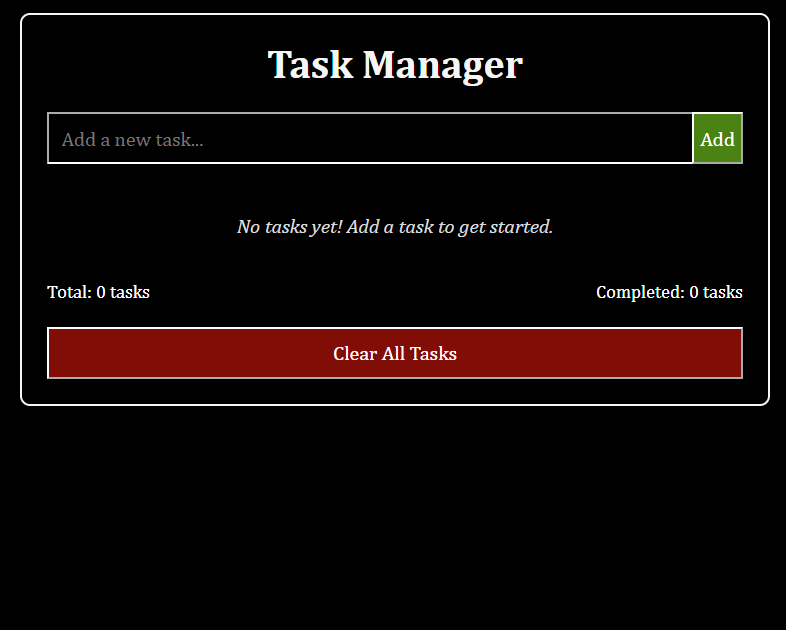 Task Manager
Add a new task...
Add
No tasks yet! Add a task to get started.
Total: 0 tasks
Completed: 0 tasks
Clear All Tasks